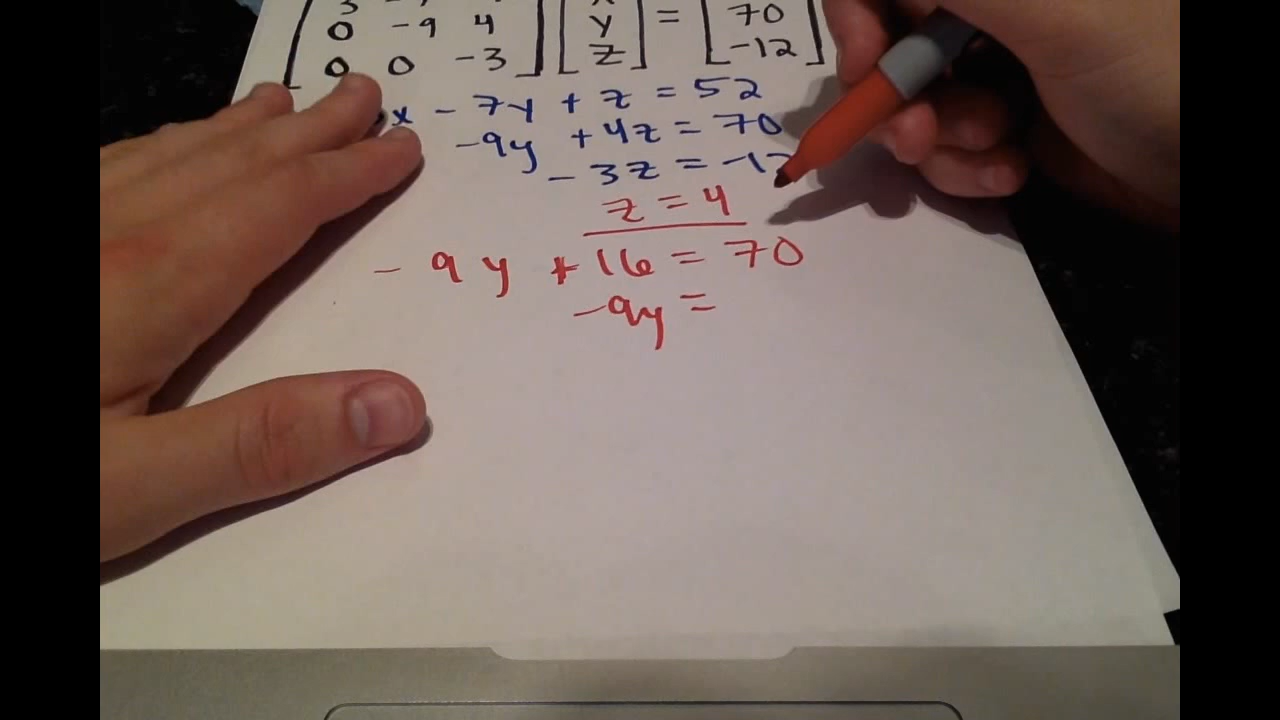 0 -9 4 y = 70
0 0 -3 z -12
x - 7y + z = 52
-9y + 4z = 70
- 3z = -12
z = 4
- 9y + 16 = 70
-9y =